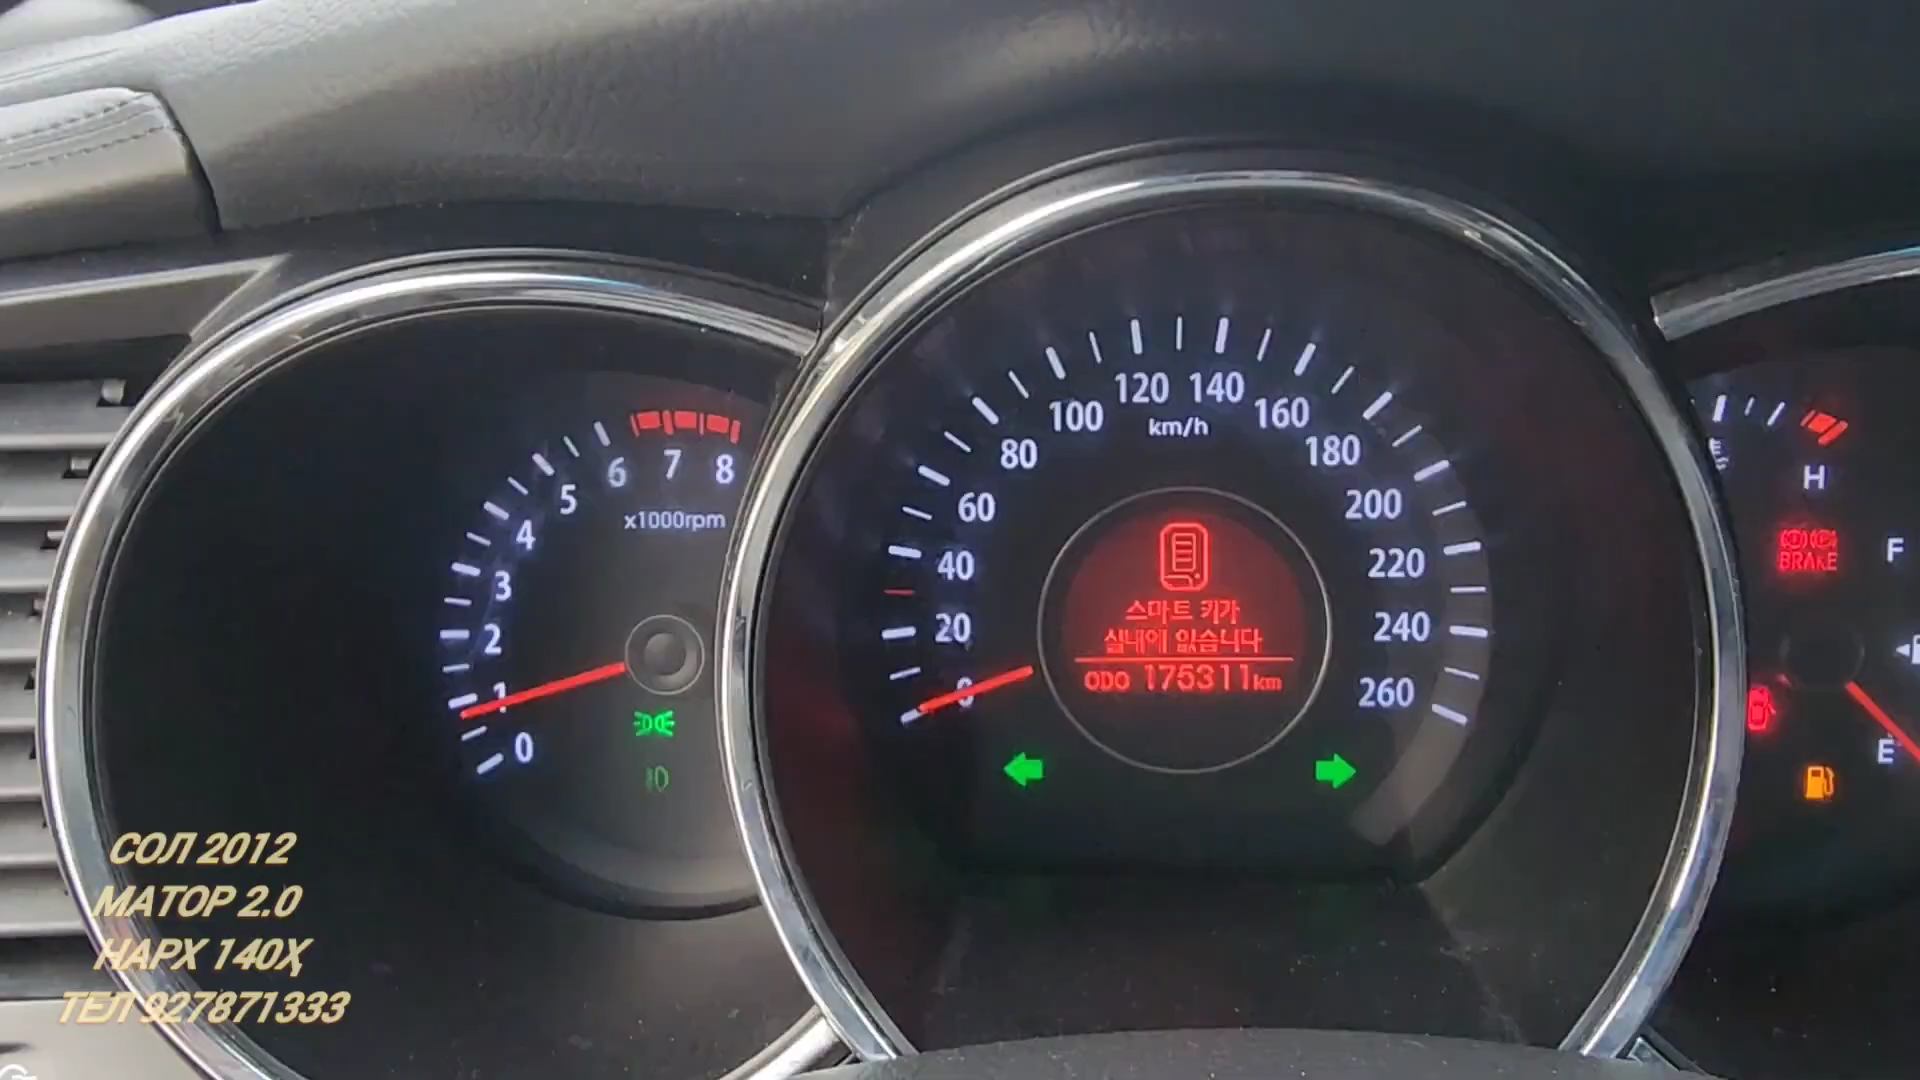 6 7 8
5
x1000rpm
4
3
2
1
0
120 140
100 160
km/h
80 180
60 200
40 220
20 240
0 260
스마트 키가
실내에 없습니다
ODO 175311km
H
BRAKE
F
E
СОЛ 2012
МАТОР 2.0
НАРХ 140Ҳ
ТЕЛ 927871333